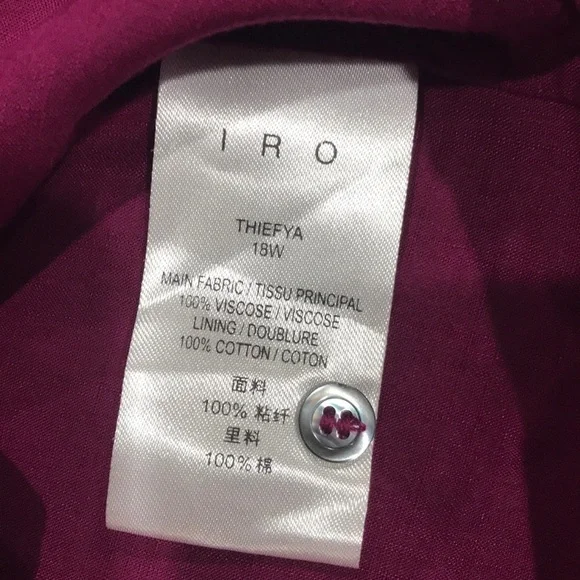 IRO
THIEFYA
18W
MAIN FABRIC / TISSU PRINCIPAL
100% VISCOSE / VISCOSE
LINING / DOUBLURE
100% COTTON / COTON
面料
100% 粘纤
里料
100% 棉